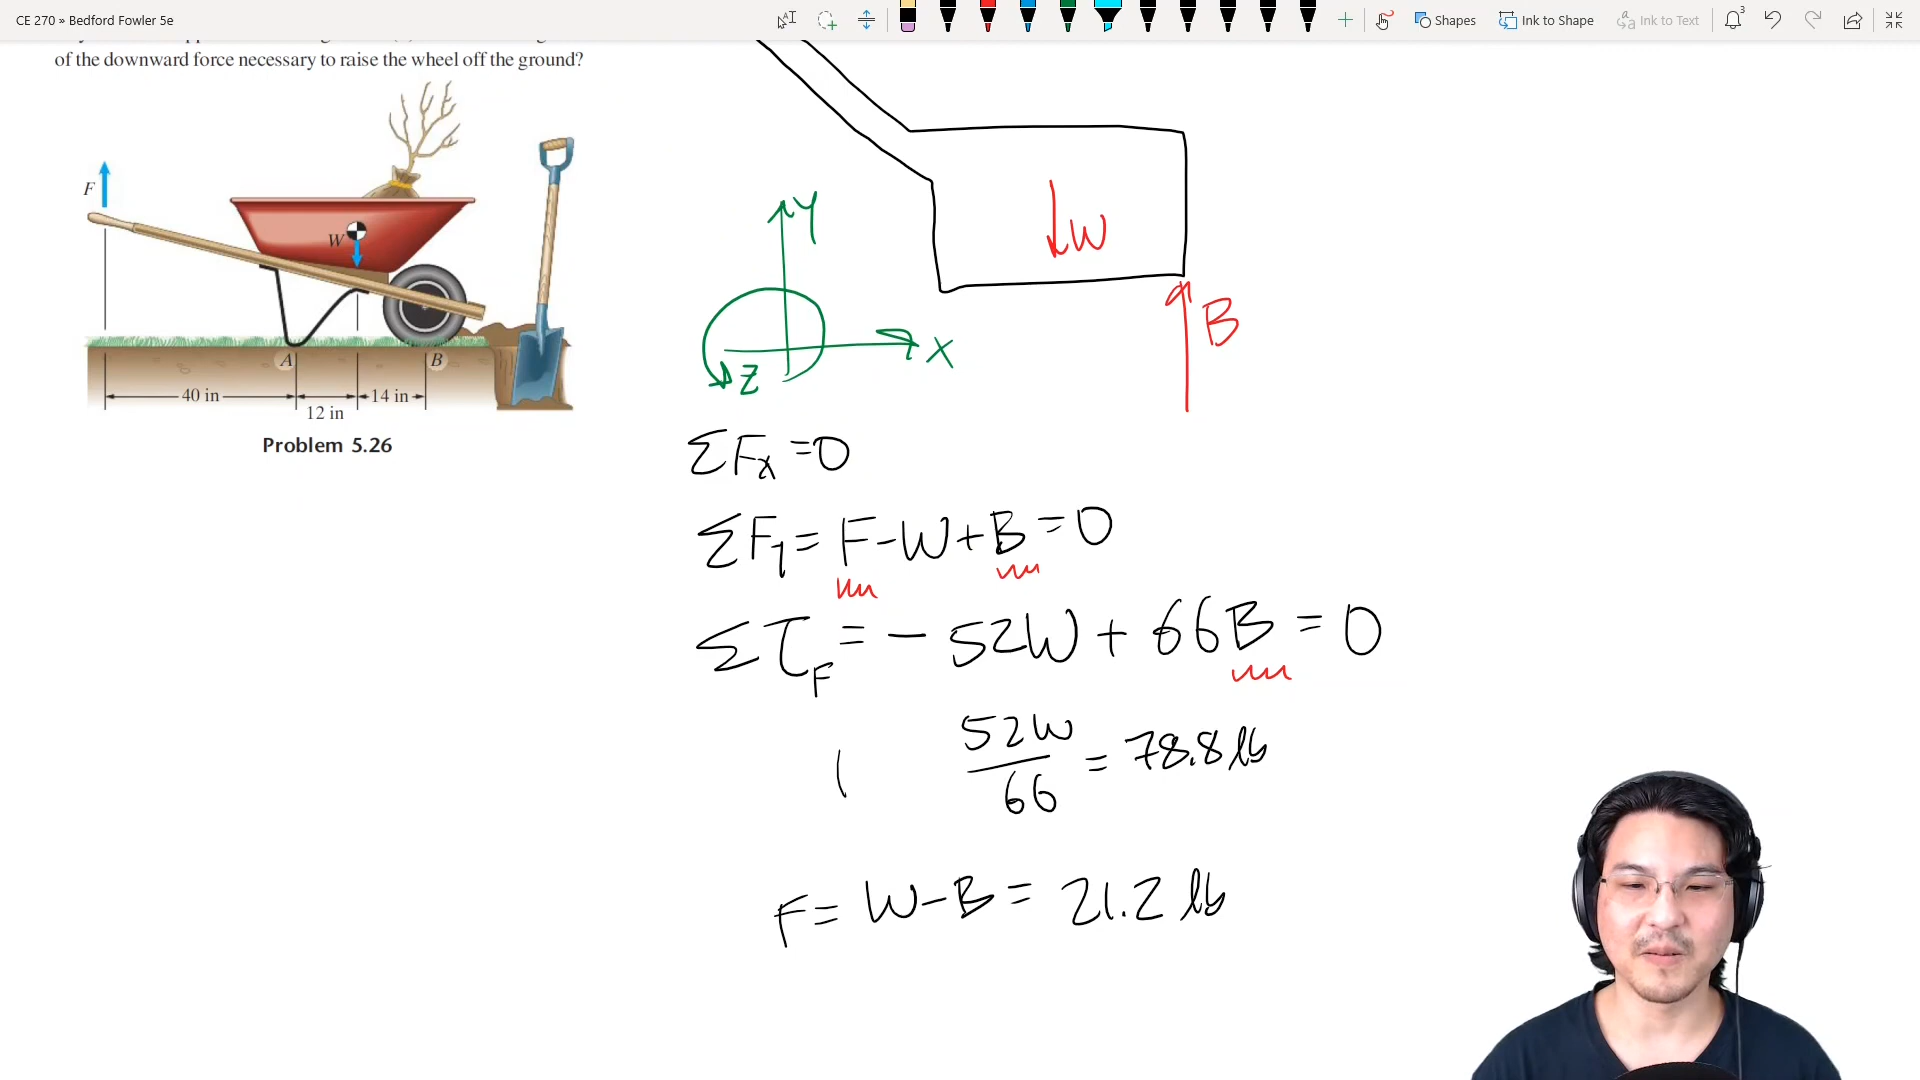 CE 270 » Bedford Fowler 5e
Shapes
Ink to Shape
Ink to Text
3
of the downward force necessary to raise the wheel off the ground?
F
W
A
B
40 in
12 in
14 in
Problem 5.26
W
B
Y
X
Z
ΣFx =0
ΣFy = F-W+B=0
Στ_F = - 52W + 66B = 0
52W
66
= 78.8 lb
F= W-B = 21.2 lb